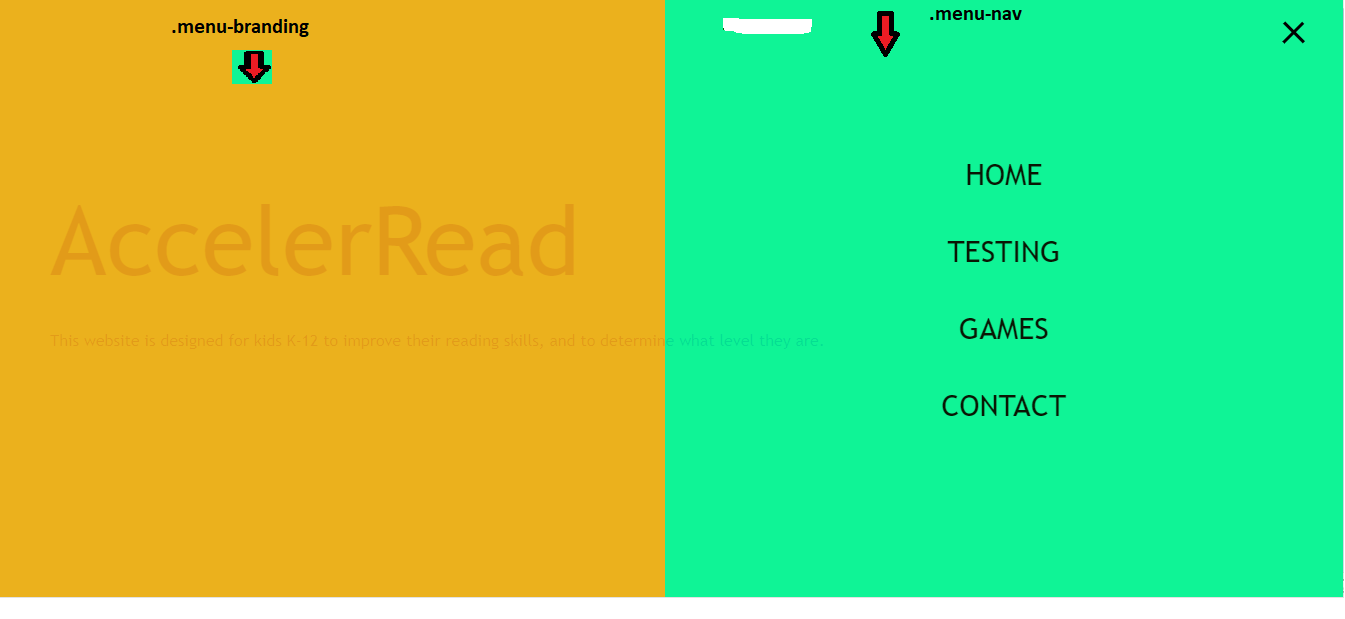 .menu-branding
.menu-nav
AccelerRead
This website is designed for kids K-12 to improve their reading skills, and to determine what level they are.
HOME
TESTING
GAMES
CONTACT